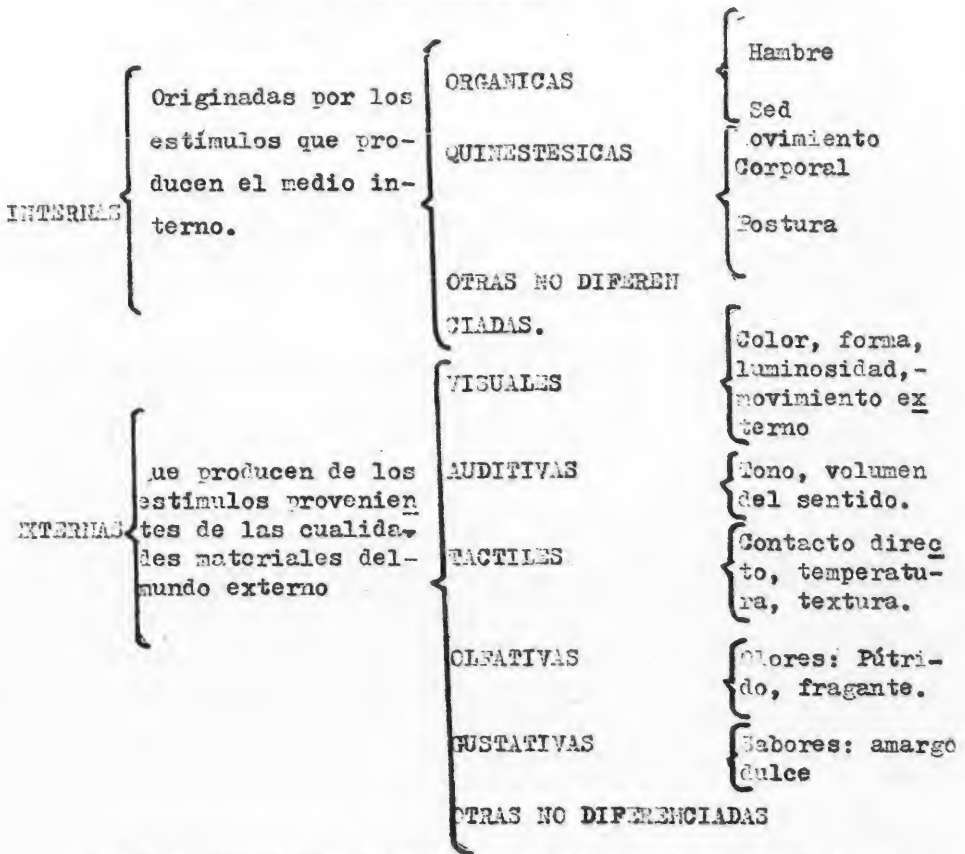 INTERNAS
Originadas por los
estímulos que pro-
ducen el medio in-
terno.
ORGANICAS
Hambre
Sed
QUINESTESICAS
ovimiento
Corporal
Postura
OTRAS NO DIFEREN
CIADAS.
EXTERNAS
ue producen de los
estímulos provenien
tes de las cualida-
des materiales del-
mundo externo
VISUALES
Color, forma,
luminosidad,-
movimiento ex
terno
AUDITIVAS
Tono, volumen
del sentido.
TACTILES
Contacto direc
to, temperatu-
ra, textura.
OLFATIVAS
Olores: Pútri-
do, fragante.
GUSTATIVAS
Sabores: amargo
dulce
OTRAS NO DIFERENCIADAS